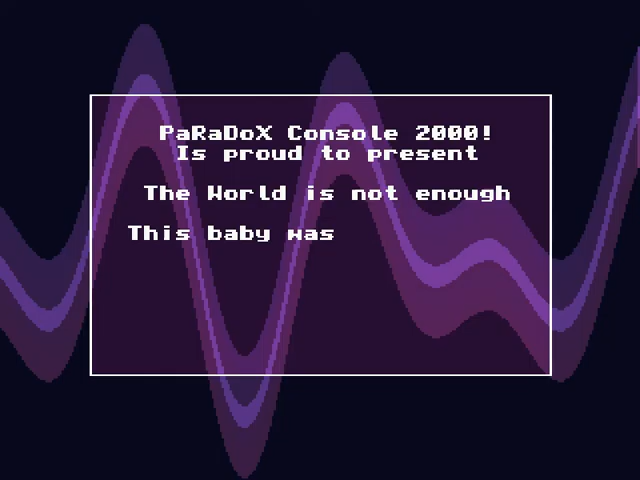 PaRaDoX Console 2000!
Is proud to present
The World is not enough
This baby was